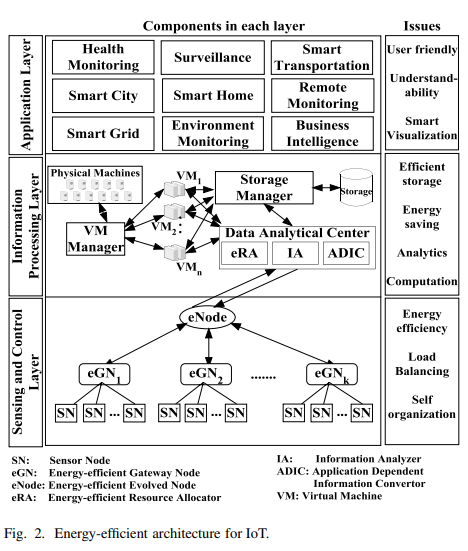 Components in each layer
Issues
Application Layer
Health
Monitoring
Surveillance
Smart
Transportation
Smart City
Smart Home
Remote
Monitoring
Smart Grid
Environment
Monitoring
Business
Intelligence
User friendly
Understand-
ability
Smart
Visualization
Information
Processing Layer
Physical Machines
VM1
VM2:
VMn
VM
Manager
Storage
Manager
Storage
Data Analytical Center
eRA
IA
ADIC
Efficient
storage
Energy
saving
Analytics
Computation
Sensing and Control
Layer
eNode
eGN1
eGN2
.......
eGNk
SN SN ... SN
SN SN ... SN
SN SN ... SN
Energy
efficiency
Load
Balancing
Self
organization
SN: Sensor Node
eGN: Energy-efficient Gateway Node
eNode: Energy-efficient Evolved Node
eRA: Energy-efficient Resource Allocator
IA: Information Analyzer
ADIC: Application Dependent
Information Convertor
VM: Virtual Machine
Fig. 2. Energy-efficient architecture for IoT.